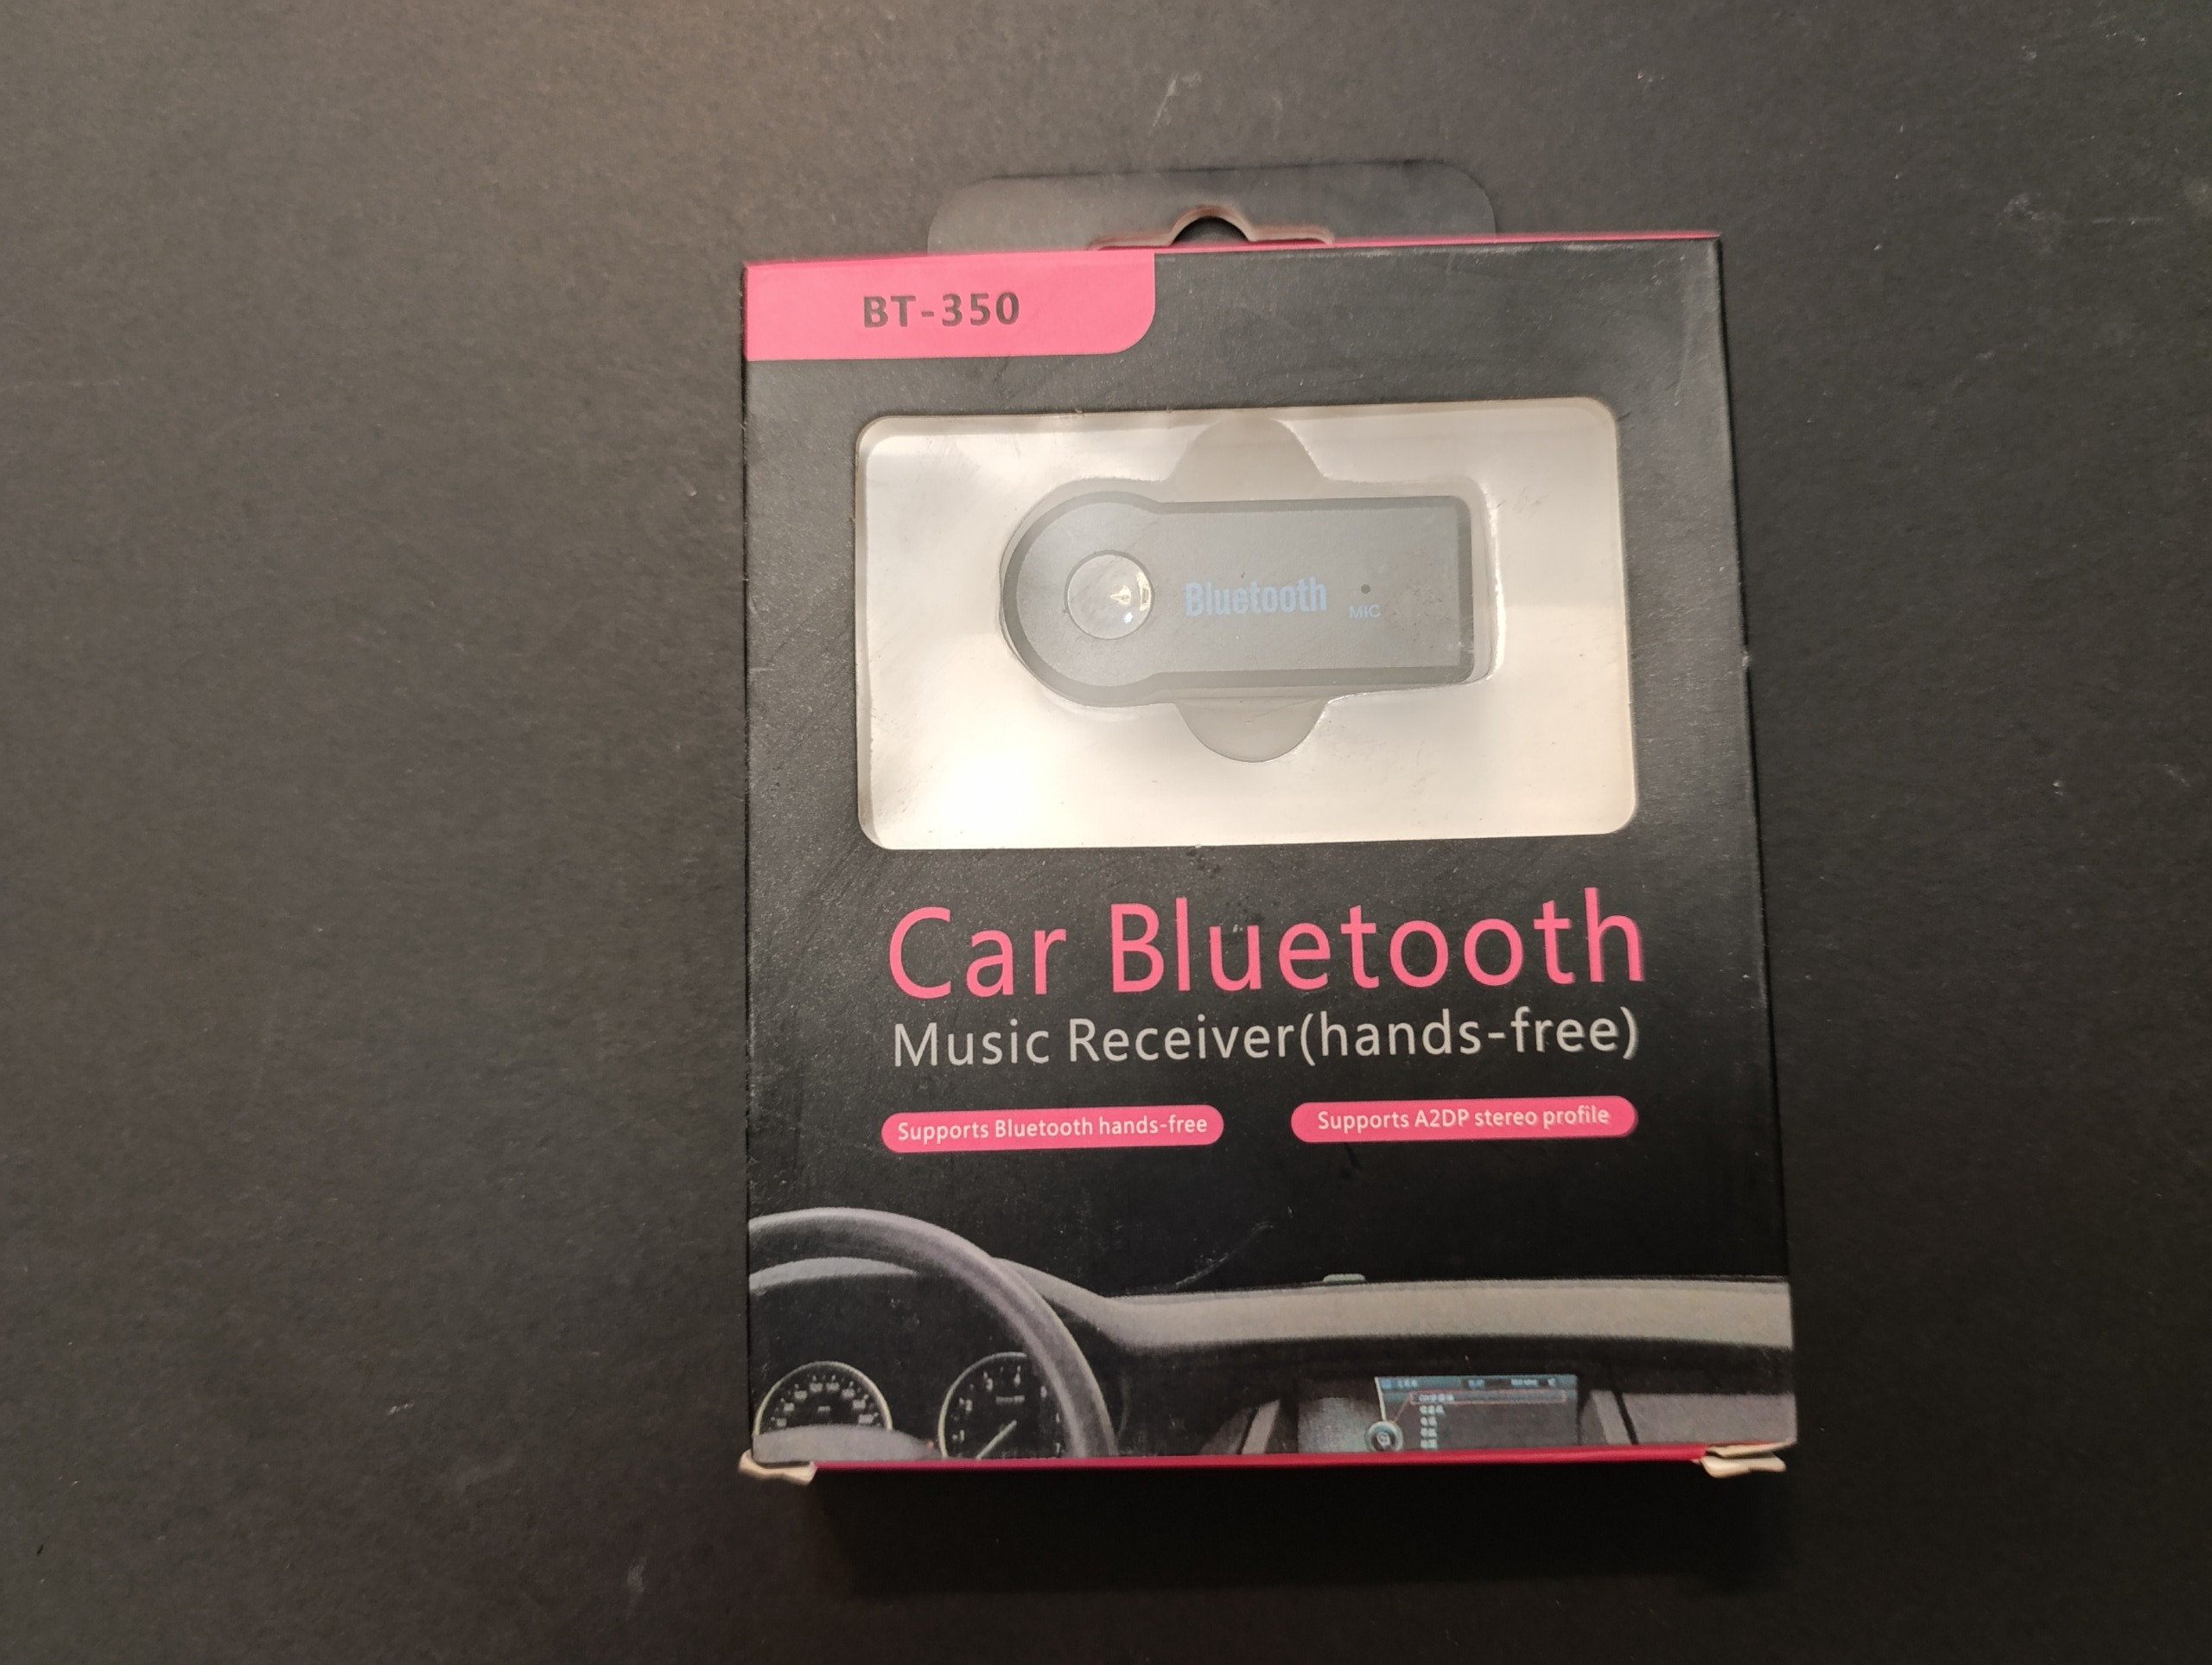 BT-350
Bluetooth
MIC
Car Bluetooth
Music Receiver(hands-free)
Supports Bluetooth hands-free
Supports A2DP stereo profile